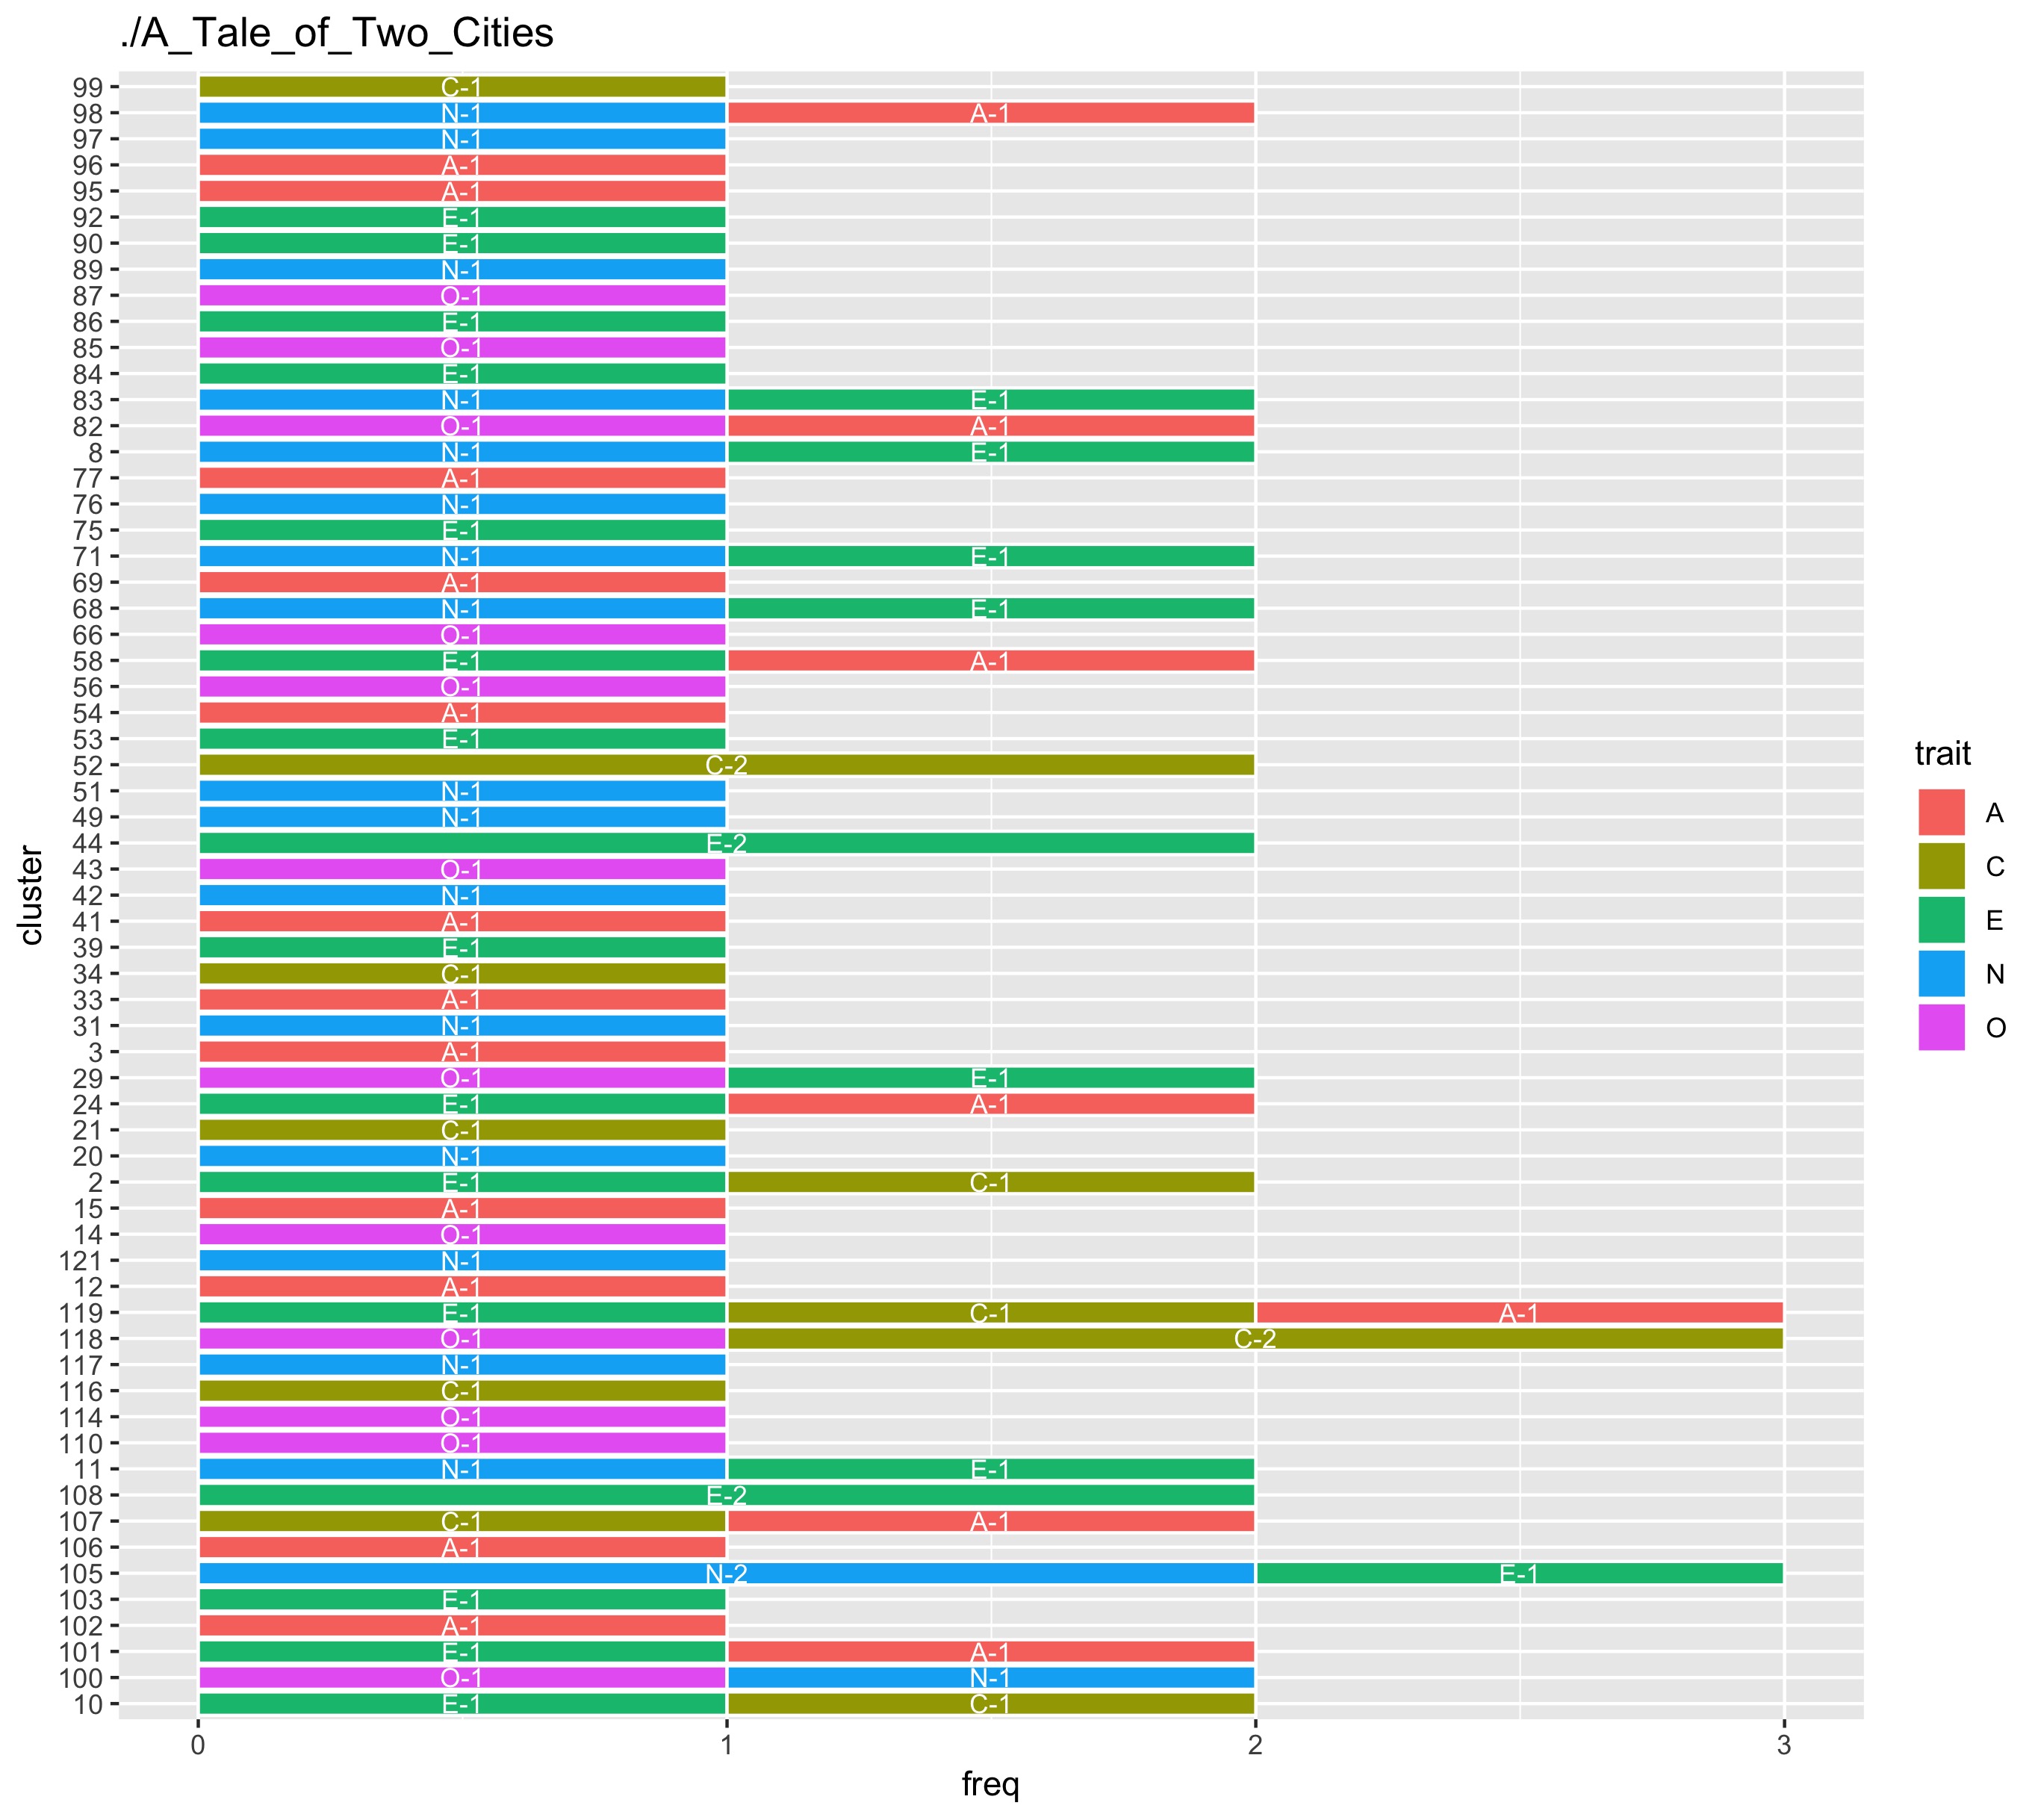 ./A_Tale_of_Two_Cities
99 C-1
98 N-1 A-1
97 N-1
96 A-1
95 A-1
92 E-1
90 E-1
89 N-1
87 O-1
86 E-1
85 O-1
84 E-1
83 N-1 E-1
82 O-1 A-1
8 N-1 E-1
77 A-1
76 N-1
75 E-1
71 N-1 E-1
69 A-1
68 N-1 E-1
66 O-1
58 E-1 A-1
56 O-1
54 A-1
53 E-1
52 C-2
51 N-1
49 N-1
44 E-2
43 O-1
42 N-1
41 A-1
39 E-1
34 C-1
33 A-1
31 N-1
3 A-1
29 O-1 E-1
24 E-1 A-1
21 C-1
20 N-1
2 E-1 C-1
15 A-1
14 O-1
121 N-1
12 A-1
119 E-1 C-1 A-1
118 O-1 C-2
117 N-1
116 C-1
114 O-1
110 O-1
11 N-1 E-1
108 E-2
107 C-1 A-1
106 A-1
105 N-2 E-1
103 E-1
102 A-1
101 E-1 A-1
100 O-1 N-1
10 E-1 C-1
0 1 2 3
freq
cluster
trait
A
C
E
N
O